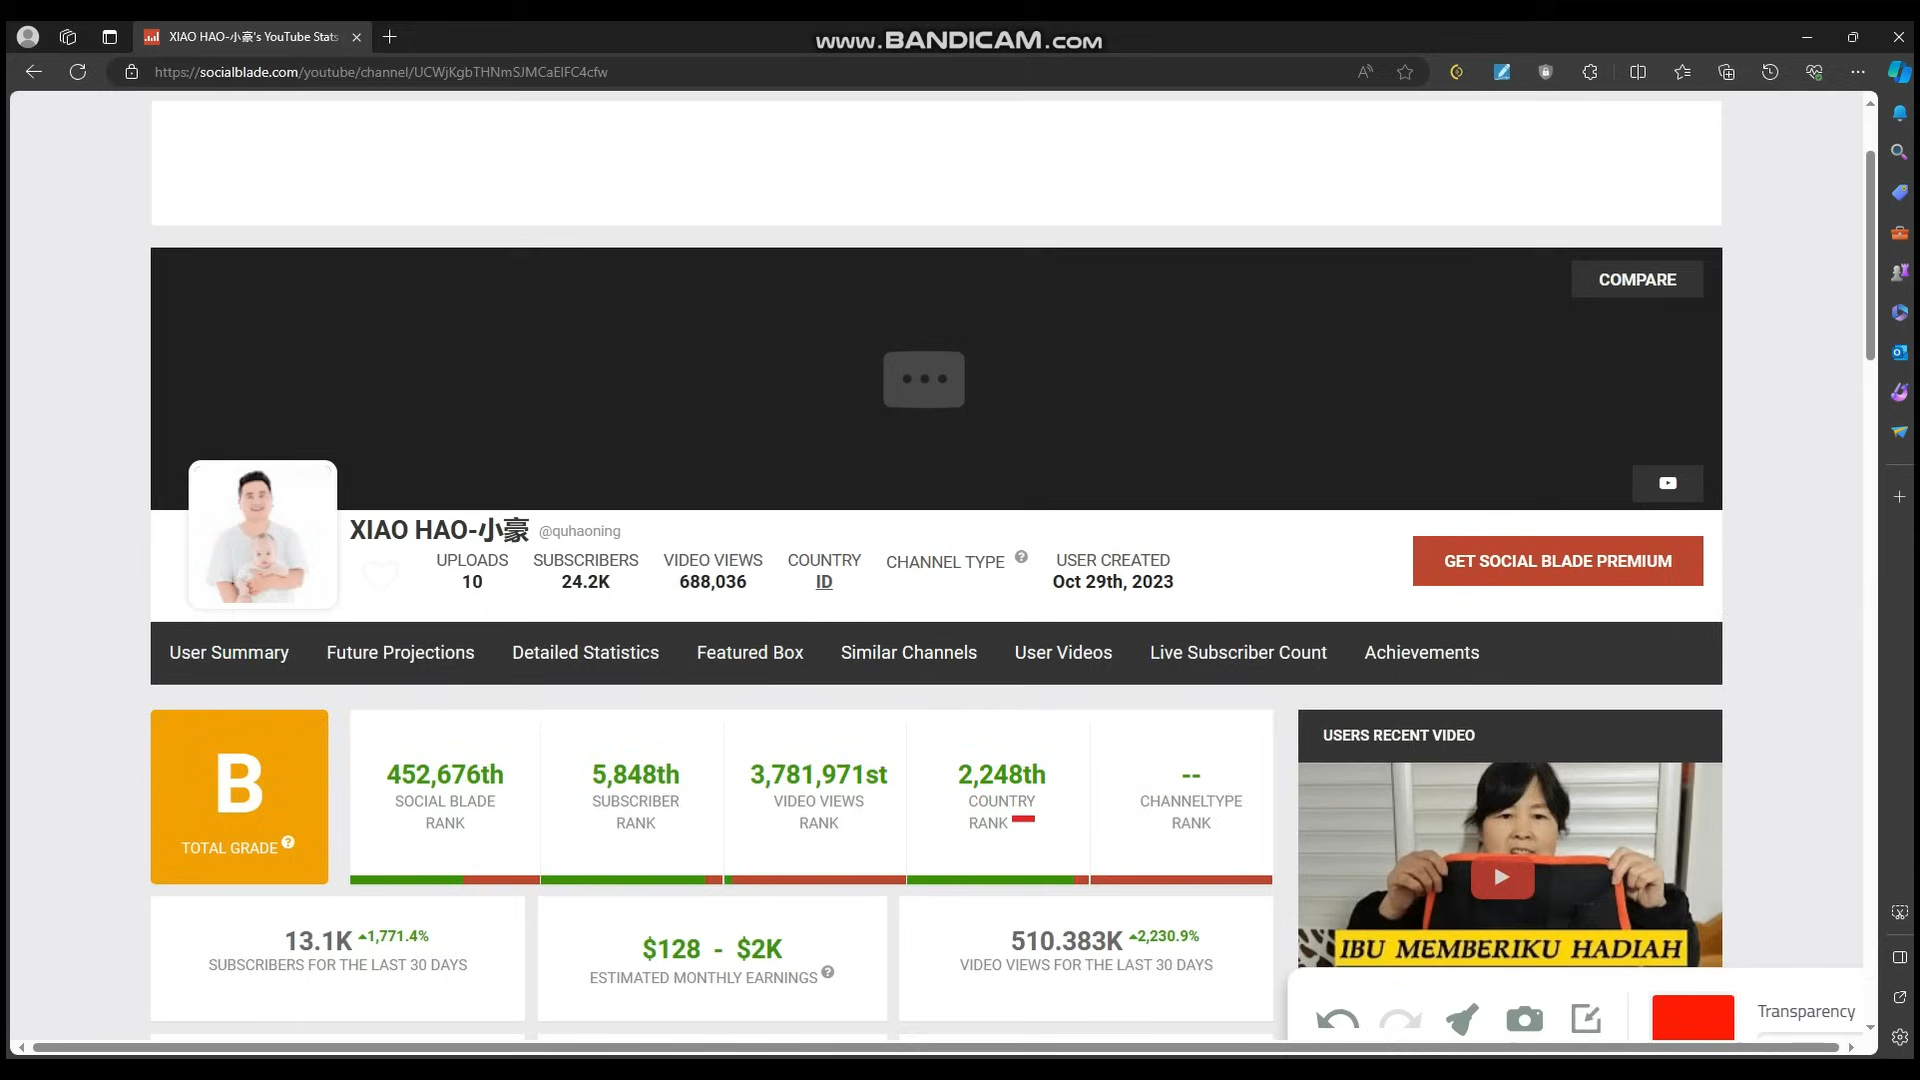 XIAO HAO-小豪's YouTube Stats
www.BANDICAM.com
https://socialblade.com/youtube/channel/UCWjKgbTHNmSJMCaElFC4cfw
COMPARE
XIAO HAO-小豪 @quhaoning
UPLOADS SUBSCRIBERS VIDEO VIEWS COUNTRY CHANNEL TYPE USER CREATED
10 24.2K 688,036 ID Oct 29th, 2023
GET SOCIAL BLADE PREMIUM
User Summary Future Projections Detailed Statistics Featured Box Similar Channels User Videos Live Subscriber Count Achievements
B
TOTAL GRADE
452,676th
SOCIAL BLADE
RANK
5,848th
SUBSCRIBER
RANK
3,781,971st
VIDEO VIEWS
RANK
2,248th
COUNTRY
RANK
--
CHANNELTYPE
RANK
USERS RECENT VIDEO
IBU MEMBERIKU HADIAH
13.1K 1,771.4%
SUBSCRIBERS FOR THE LAST 30 DAYS
$128 - $2K
ESTIMATED MONTHLY EARNINGS
510.383K 2,230.9%
VIDEO VIEWS FOR THE LAST 30 DAYS
Transparency